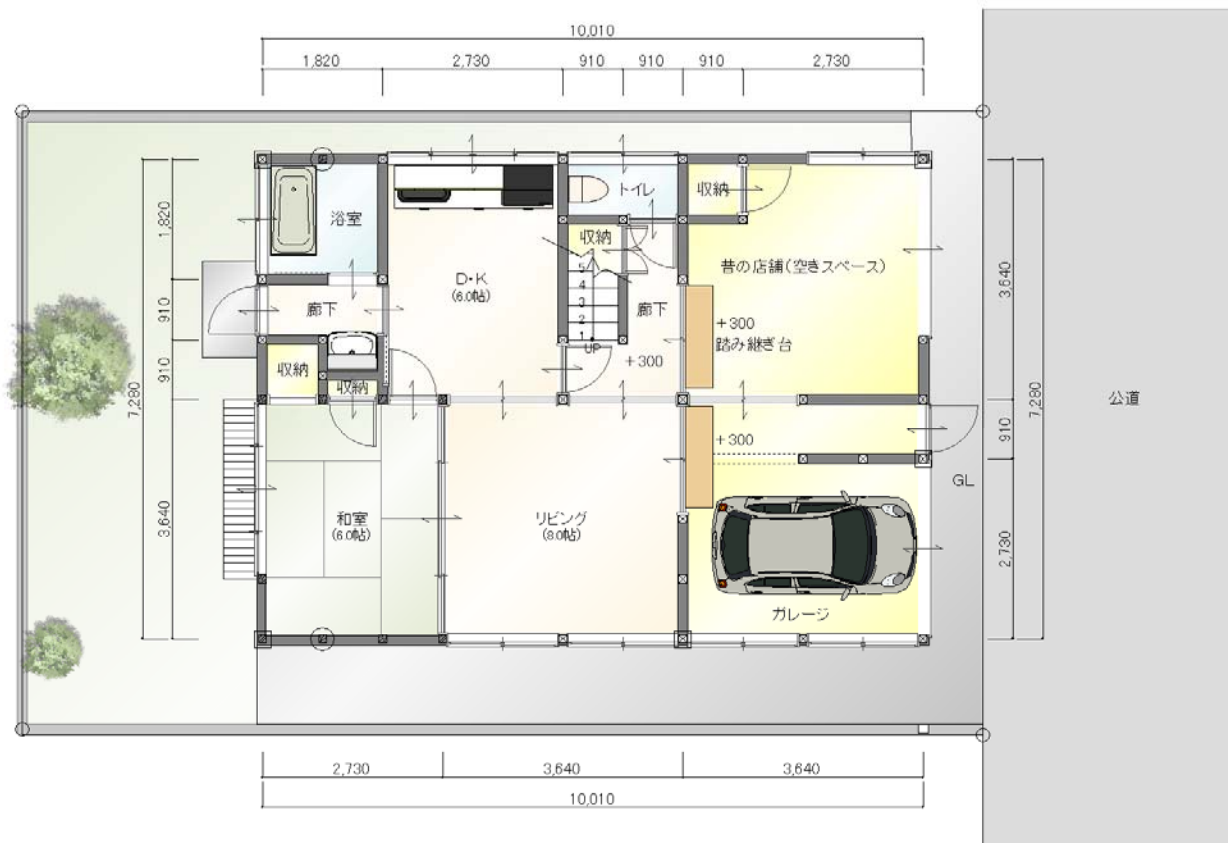 10,010
1,820 2,730 910 910 910 2,730
浴室
トイレ
収納
収納
D・K
(6.0帖)
昔の店舗(空きスペース)
廊下
廊下
5
4
3
2
1
UP
+300
+300
踏み継ぎ台
収納
収納
+300
和室
(6.0帖)
リビング
(8.0帖)
ガレージ
GL
公道
1,820
910
910
3,640
7,280
3,640
910
2,730
7,280
2,730 3,640 3,640
10,010